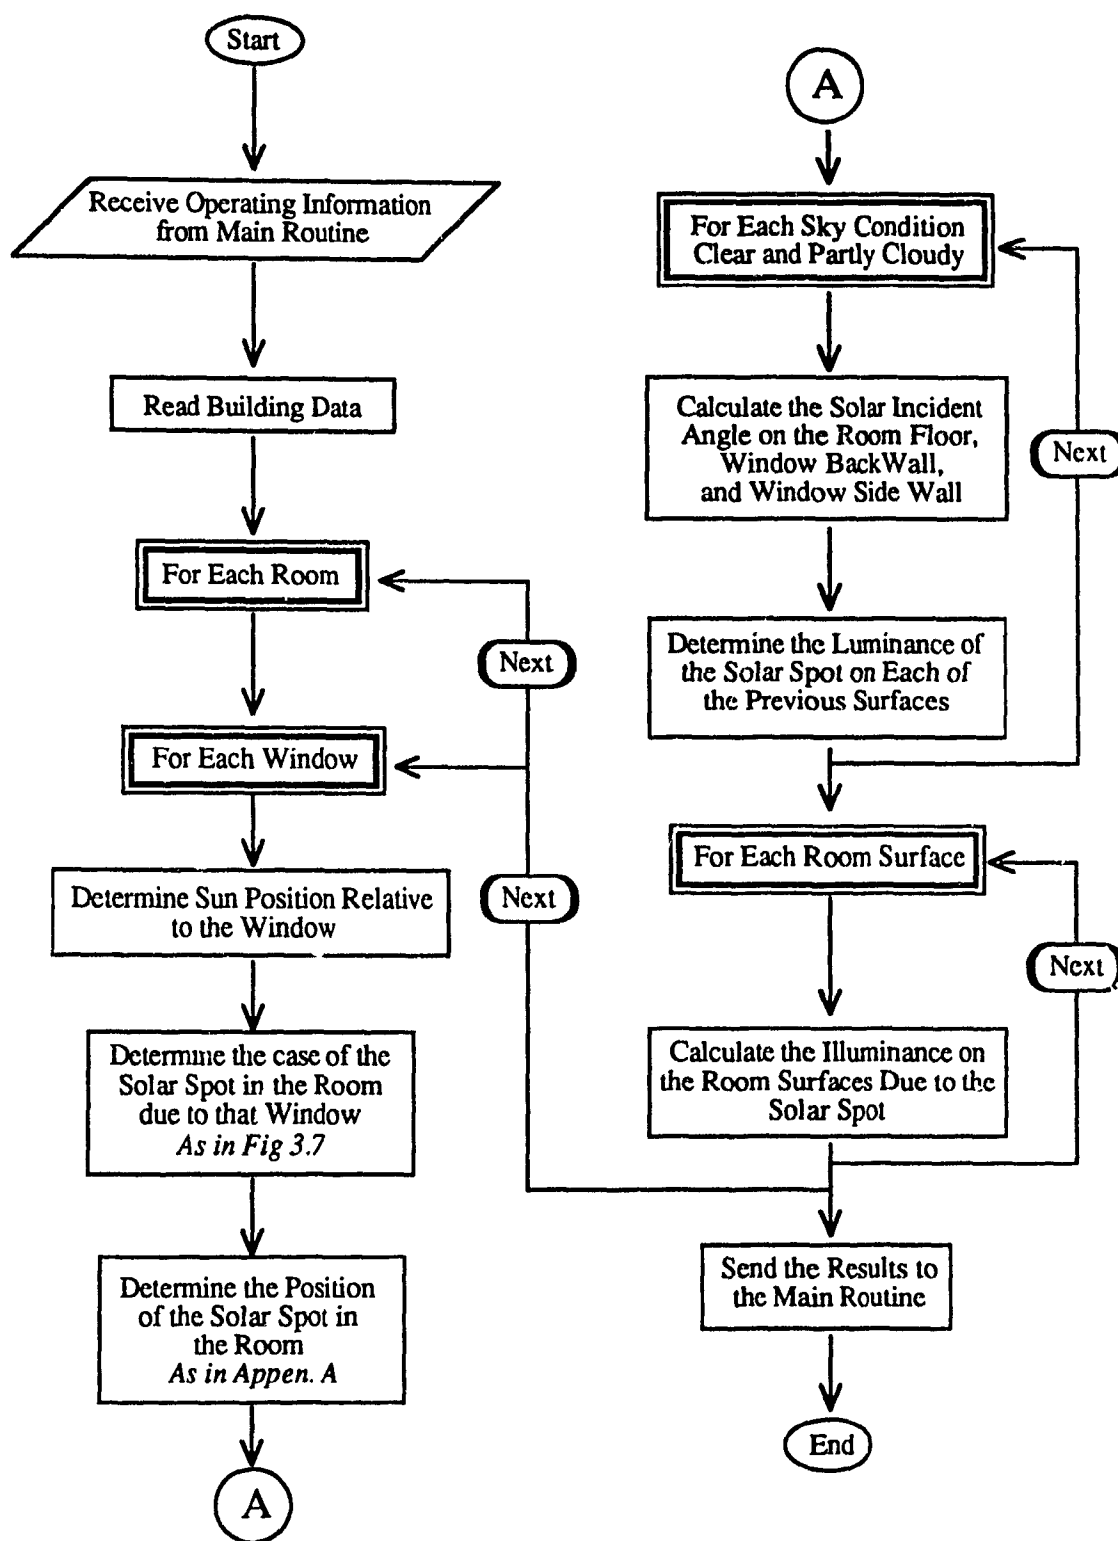 Start
Receive Operating Information
from Main Routine
Read Building Data
For Each Room
Next
For Each Window
Next
Determine Sun Position Relative
to the Window
Determine the case of the
Solar Spot in the Room
due to that Window
As in Fig 3.7
Determine the Position
of the Solar Spot in
the Room
As in Appen. A
A
A
For Each Sky Condition
Clear and Partly Cloudy
Next
Calculate the Solar Incident
Angle on the Room Floor,
Window BackWall,
and Window Side Wall
Determine the Luminance of
the Solar Spot on Each of
the Previous Surfaces
For Each Room Surface
Next
Calculate the Illuminance on
the Room Surfaces Due to the
Solar Spot
Send the Results to
the Main Routine
End